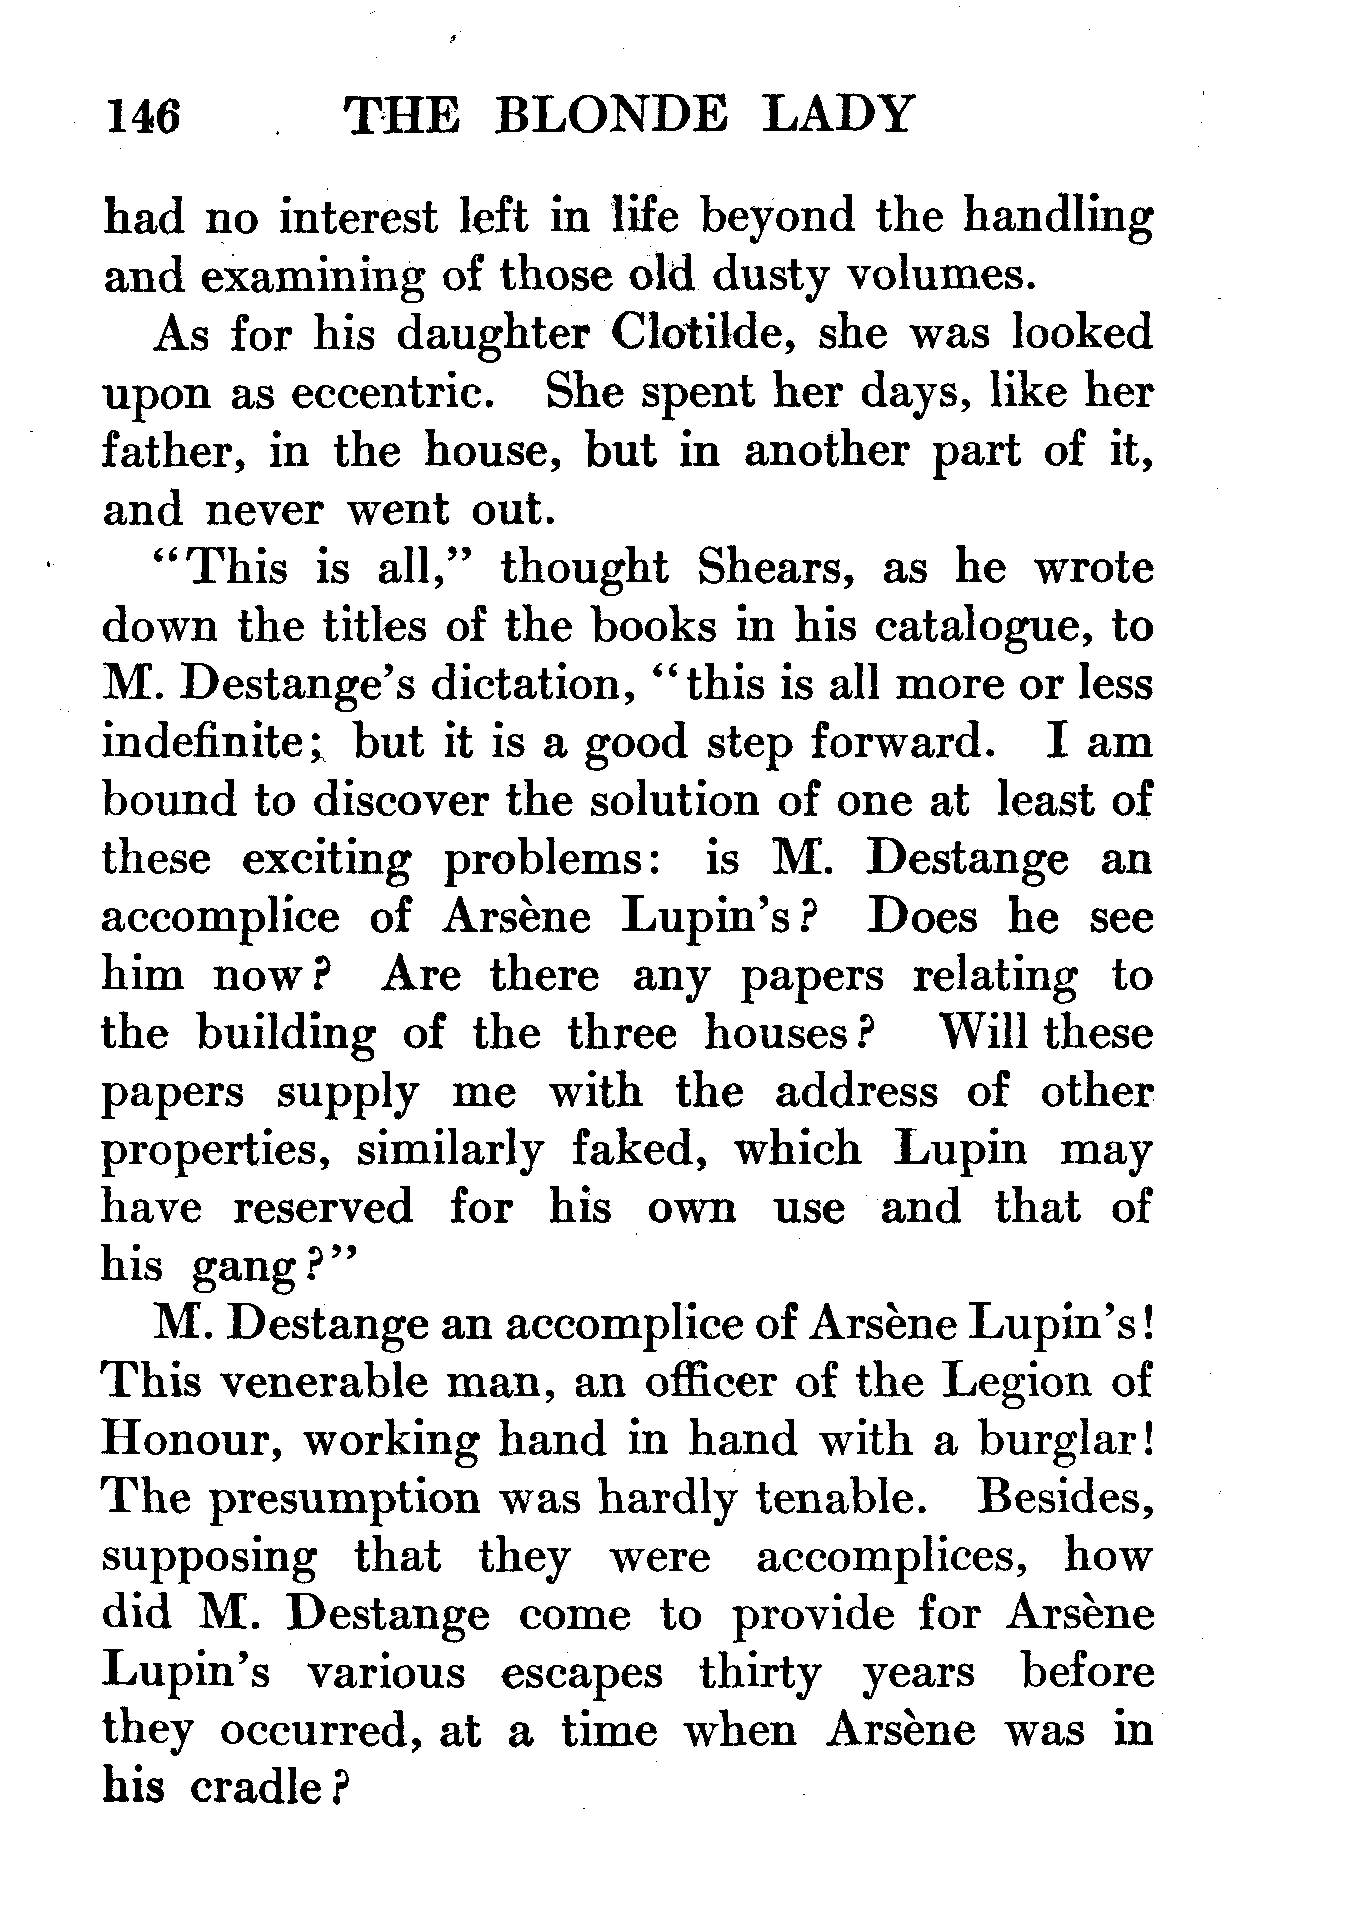 146 THE BLONDE LADY
had no interest left in life beyond the handling
and examining of those old dusty volumes.
As for his daughter Clotilde, she was looked
upon as eccentric. She spent her days, like her
father, in the house, but in another part of it,
and never went out.
“This is all,” thought Shears, as he wrote
down the titles of the books in his catalogue, to
M. Destange’s dictation, “this is all more or less
indefinite; but it is a good step forward. I am
bound to discover the solution of one at least of
these exciting problems: is M. Destange an
accomplice of Arsène Lupin’s? Does he see
him now? Are there any papers relating to
the building of the three houses? Will these
papers supply me with the address of other
properties, similarly faked, which Lupin may
have reserved for his own use and that of
his gang?”
M. Destange an accomplice of Arsène Lupin’s!
This venerable man, an officer of the Legion of
Honour, working hand in hand with a burglar!
The presumption was hardly tenable. Besides,
supposing that they were accomplices, how
did M. Destange come to provide for Arsène
Lupin’s various escapes thirty years before
they occurred, at a time when Arsène was in
his cradle?